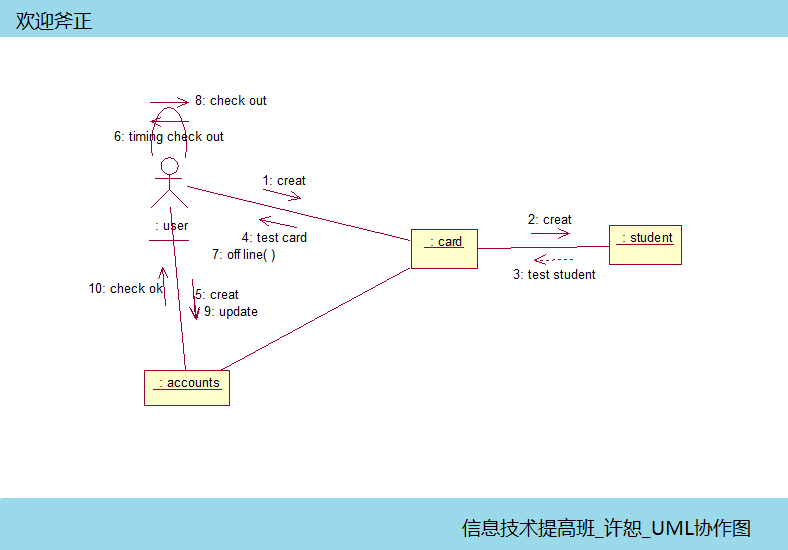 欢迎斧正
8: check out
6: timing check out
1: creat
: user
4: test card
7: off line( )
: card
2: creat
: student
3: test student
10: check ok
5: creat
9: update
: accounts
信息技术提高班_许恕_UML协作图